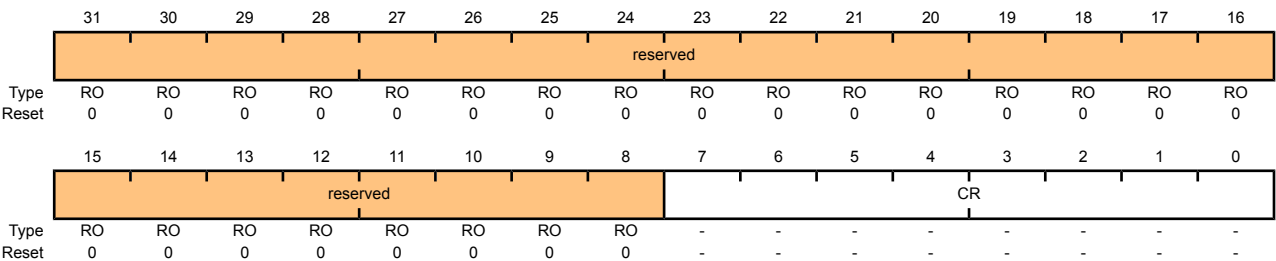 31 30 29 28 27 26 25 24 23 22 21 20 19 18 17 16
reserved
Type RO RO RO RO RO RO RO RO RO RO RO RO RO RO RO RO
Reset 0 0 0 0 0 0 0 0 0 0 0 0 0 0 0 0
15 14 13 12 11 10 9 8 7 6 5 4 3 2 1 0
reserved CR
Type RO RO RO RO RO RO RO RO - - - - - - - -
Reset 0 0 0 0 0 0 0 0 - - - - - - - -